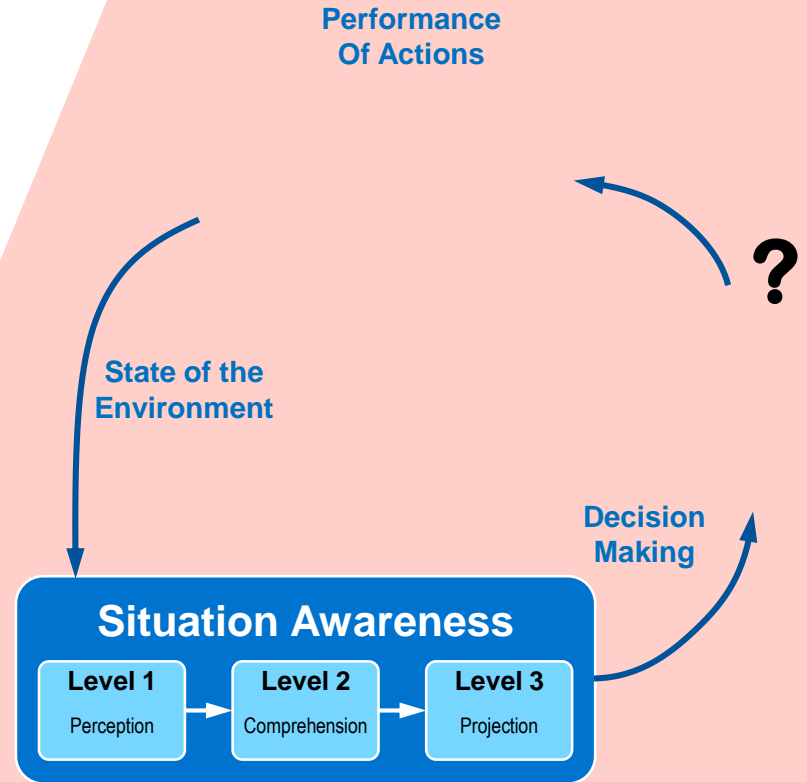 Performance
Of Actions
?
State of the
Environment
Decision
Making
Situation Awareness
Level 1
Perception
Level 2
Comprehension
Level 3
Projection